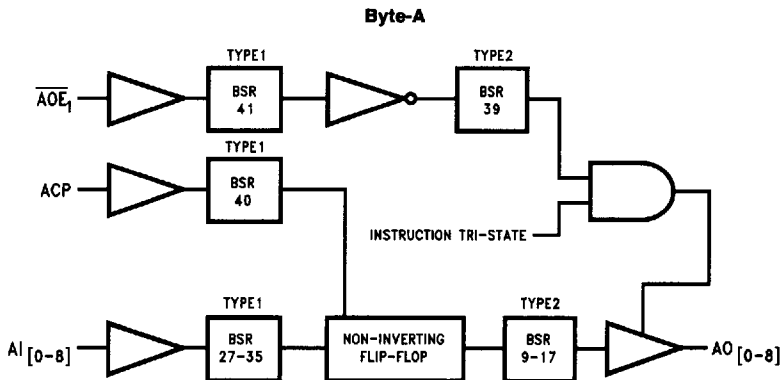 Byte-A
TYPE1
TYPE2
AOE1
BSR
41
BSR
39
TYPE1
ACP
BSR
40
INSTRUCTION TRI-STATE
TYPE1
TYPE2
AI[0-8]
BSR
27-35
NON-INVERTING
FLIP-FLOP
BSR
9-17
AO[0-8]